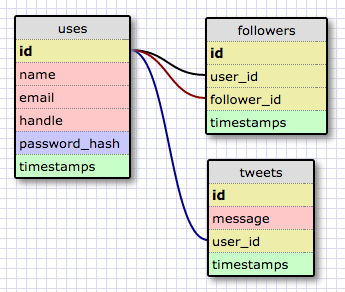 uses
id
name
email
handle
password_hash
timestamps
followers
id
user_id
follower_id
timestamps
tweets
id
message
user_id
timestamps